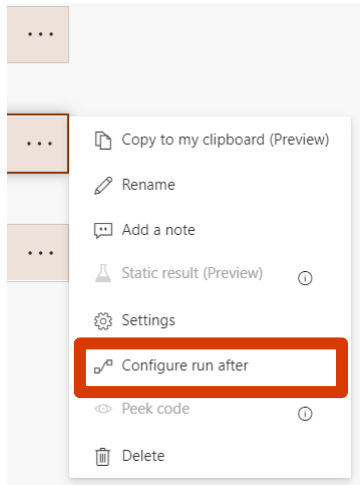 Copy to my clipboard (Preview)
Rename
Add a note
Static result (Preview)
Settings
Configure run after
Peek code
Delete